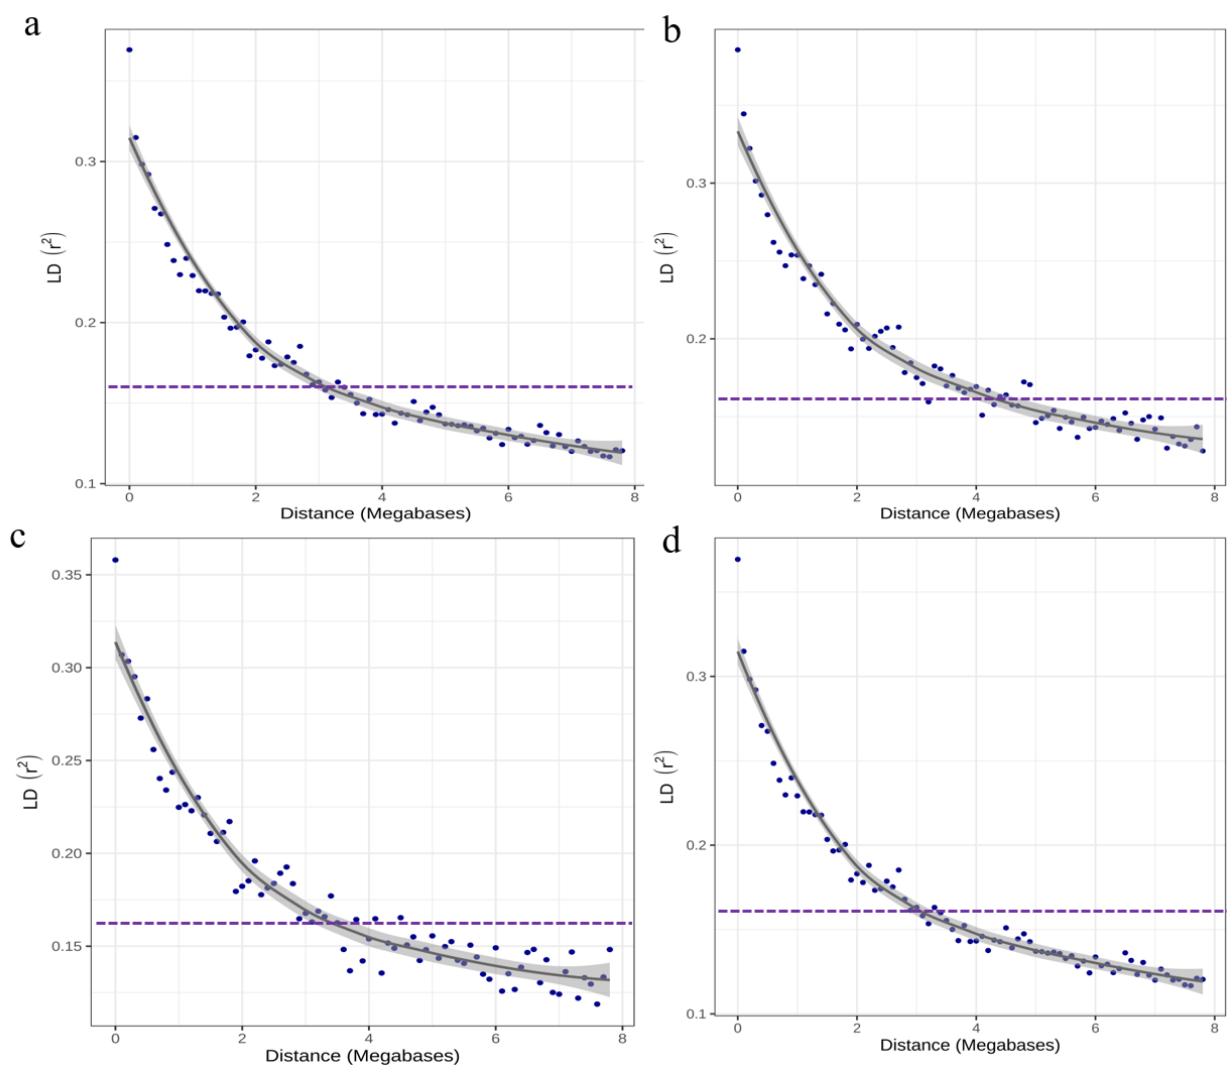 a
0.3
0.2
0.1
LD (r²)
0 2 4 6 8
Distance (Megabases)
b
0.3
0.2
LD (r²)
0 2 4 6 8
Distance (Megabases)
c
0.35
0.30
0.25
0.20
0.15
LD (r²)
0 2 4 6 8
Distance (Megabases)
d
0.3
0.2
0.1
LD (r²)
0 2 4 6 8
Distance (Megabases)